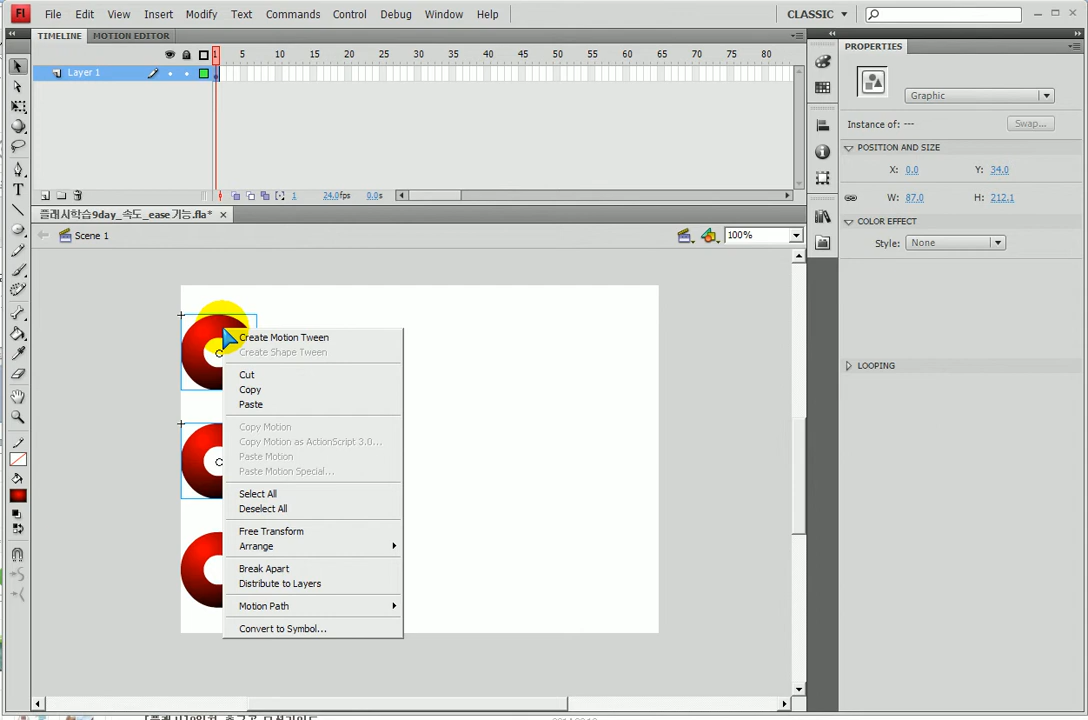 Fl File Edit View Insert Modify Text Commands Control Debug Window Help CLASSIC
TIMELINE MOTION EDITOR
1 5 10 15 20 25 30 35 40 45 50 55 60 65 70 75 80
Layer 1
1 24.0fps 0.0s
플래시학습9day_속도_ease기능.fla*
Scene 1
100%
Create Motion Tween
Create Shape Tween
Cut
Copy
Paste
Copy Motion
Copy Motion as ActionScript 3.0...
Paste Motion
Paste Motion Special...
Select All
Deselect All
Free Transform
Arrange
Break Apart
Distribute to Layers
Motion Path
Convert to Symbol...
PROPERTIES
Graphic
Instance of: --- Swap...
POSITION AND SIZE
X: 0.0 Y: 34.0
W: 87.0 H: 212.1
COLOR EFFECT
Style: None
LOOPING